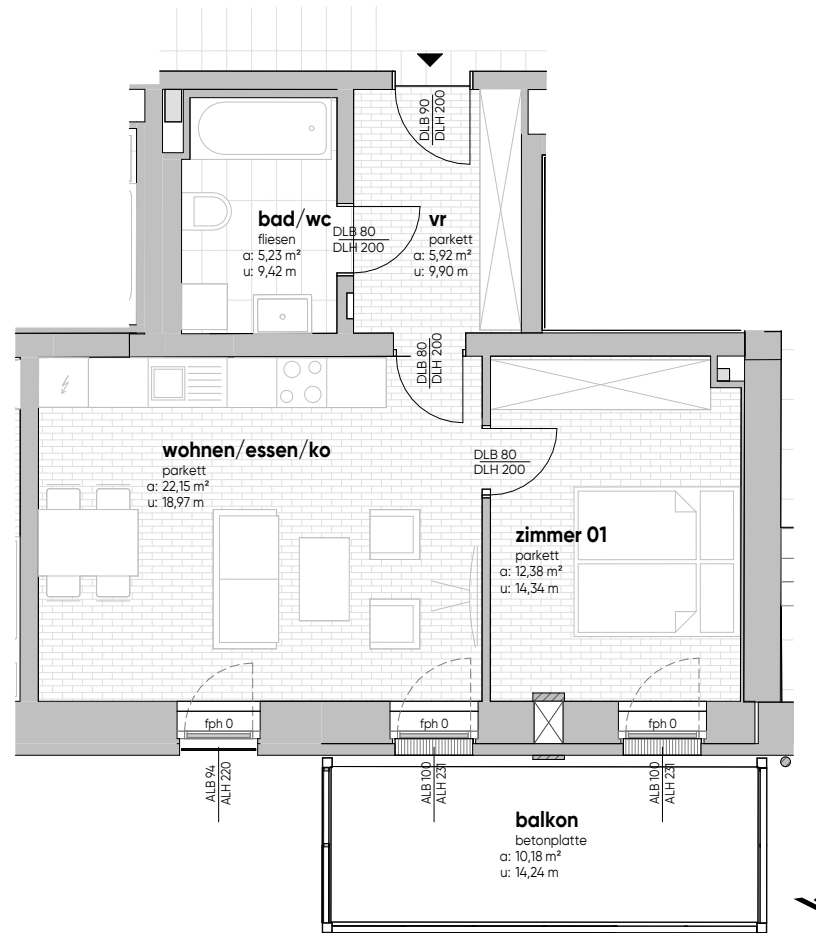 DLB 90
DLH 200
bad/wc
fliesen
a: 5,23 m²
u: 9,42 m
DLB 80
DLH 200
vr
parkett
a: 5,92 m²
u: 9,90 m
DLB 80
DLH 200
wohnen/essen/ko
parkett
a: 22,15 m²
u: 18,97 m
DLB 80
DLH 200
zimmer 01
parkett
a: 12,38 m²
u: 14,34 m
fph 0
fph 0
fph 0
ALB 94
ALH 220
ALB 100
ALH 231
ALB 100
ALH 231
balkon
betonplatte
a: 10,18 m²
u: 14,24 m